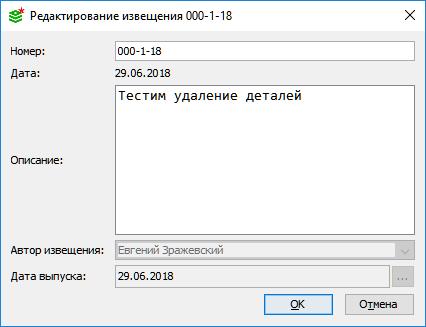 Редактирование извещения 000-1-18
Номер: 000-1-18
Дата: 29.06.2018
Тестим удаление деталей
Описание:
Автор извещения: Евгений Зражевский
Дата выпуска: 29.06.2018 ...
OK Отмена